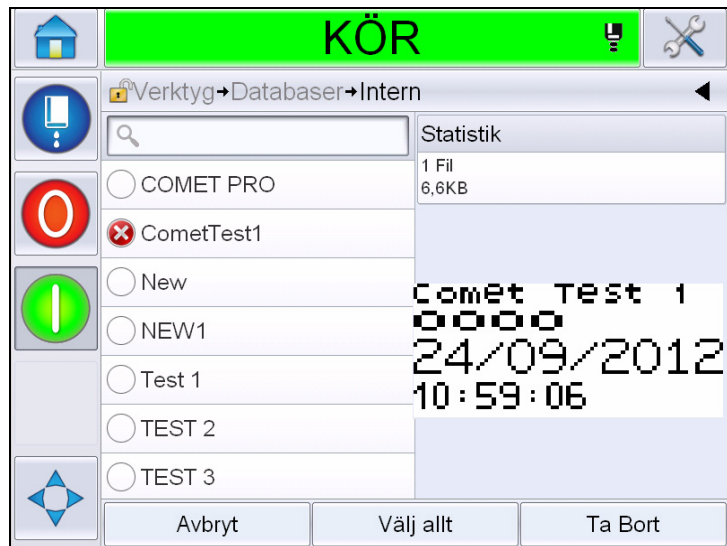 KÖR
Verktyg→Databaser→Intern
Statistik
1 Fil
6,6KB
COMET PRO
CometTest1
New
NEW1
Test 1
TEST 2
TEST 3
Comet Test 1
0000
24/09/2012
10:59:06
Avbryt
Välj allt
Ta Bort